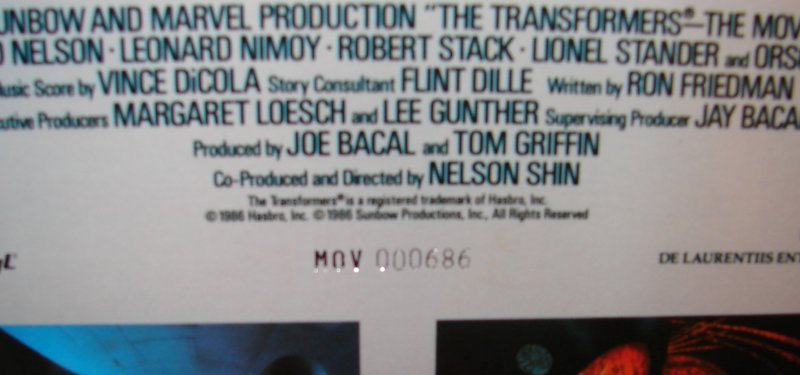 UNBOW AND MARVEL PRODUCTION "THE TRANSFORMERS®—THE MOV
D NELSON · LEONARD NIMOY · ROBERT STACK · LIONEL STANDER and ORS
usic Score by VINCE DiCOLA Story Consultant FLINT DILLE Written by RON FRIEDMAN
utive Producers MARGARET LOESCH and LEE GUNTHER Supervising Producer JAY BACA
Produced by JOE BACAL and TOM GRIFFIN
Co-Produced and Directed by NELSON SHIN
The Transformers® is a registered trademark of Hasbro, Inc.
© 1986 Hasbro, Inc. © 1986 Sunbow Productions, Inc., All Rights Reserved
MOV 000686
DE LAURENTIIS ENT